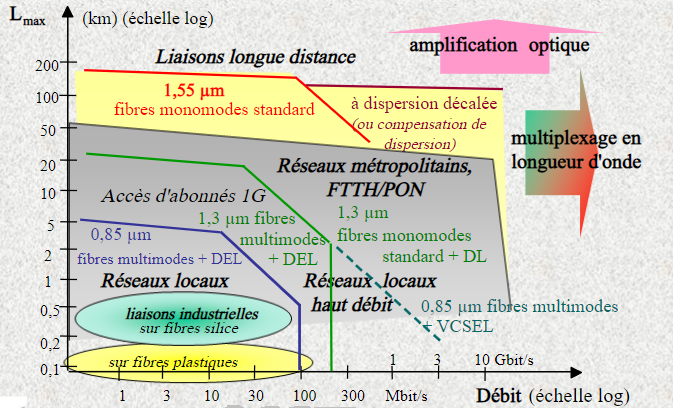 L max (km) (échelle log)
amplification optique
Liaisons longue distance
200
1,55 µm
fibres monomodes standard
100
à dispersion décalée
(ou compensation de
dispersion)
50
multiplexage en
longueur d'onde
20
Réseaux métropolitains,
FTTH/PON
10
Accès d'abonnés 1G
1,3 µm fibres
multimodes
+ DEL
1,3 µm
fibres monomodes
standard + DL
5
0,85 µm
fibres multimodes + DEL
2
1
Réseaux locaux
Réseaux locaux
haut débit
0,5
liaisons industrielles
sur fibres silice
0,85 µm fibres multimodes
+ VCSEL
0,2
sur fibres plastiques
0,1
1 3 10 Gbit/s
1 3 10 30 100 300 Mbit/s
Débit (échelle log)